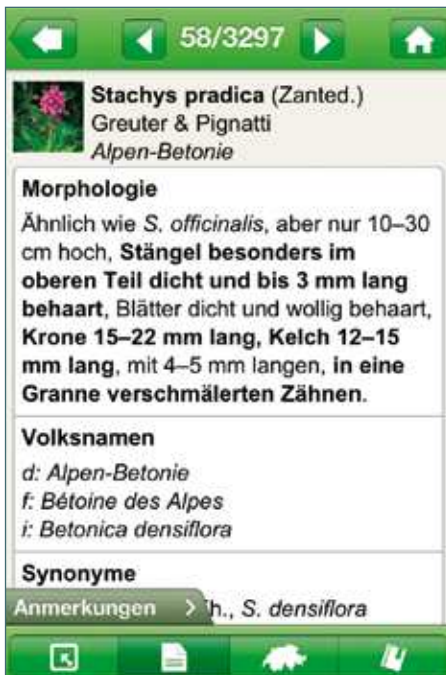 58/3297
Stachys pradica (Zanted.)
Greuter & Pignatti
Alpen-Betonie
Morphologie
Ähnlich wie S. officinalis, aber nur 10–30
cm hoch, Stängel besonders im
oberen Teil dicht und bis 3 mm lang
behaart, Blätter dicht und wollig behaart,
Krone 15–22 mm lang, Kelch 12–15
mm lang, mit 4–5 mm langen, in eine
Granne verschmälerten Zähnen.
Volksnamen
d: Alpen-Betonie
f: Bétoine des Alpes
i: Betonica densiflora
Synonyme
Anmerkungen > h., S. densiflora